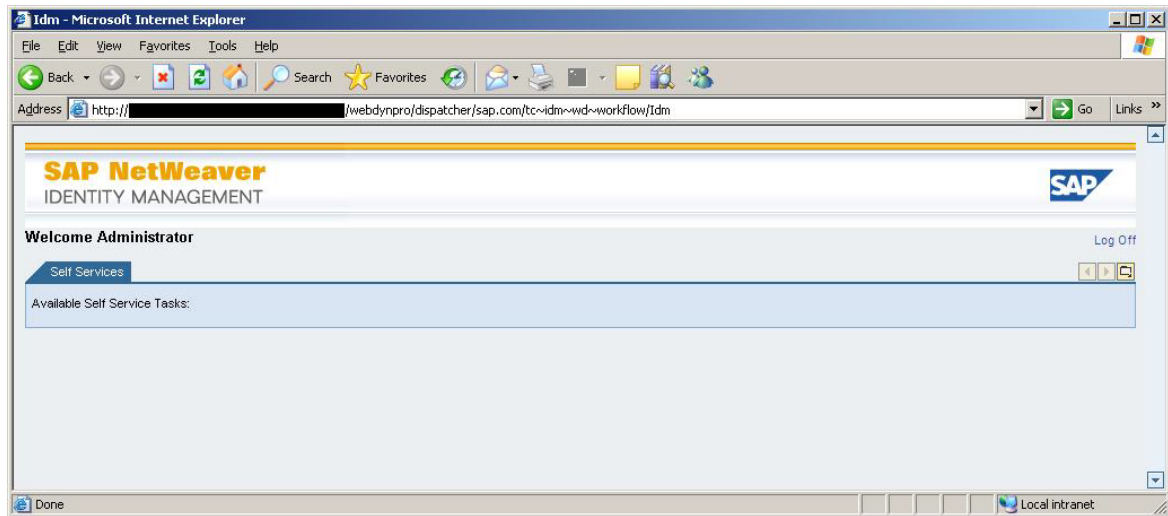 Idm - Microsoft Internet Explorer
File Edit View Favorites Tools Help
Back Search Favorites
Address http:// /webdynpro/dispatcher/sap.com/tc~idm~wd~workflow/Idm Go Links »
SAP NetWeaver SAP
IDENTITY MANAGEMENT
Welcome Administrator Log Off
Self Services
Available Self Service Tasks:
Done Local intranet